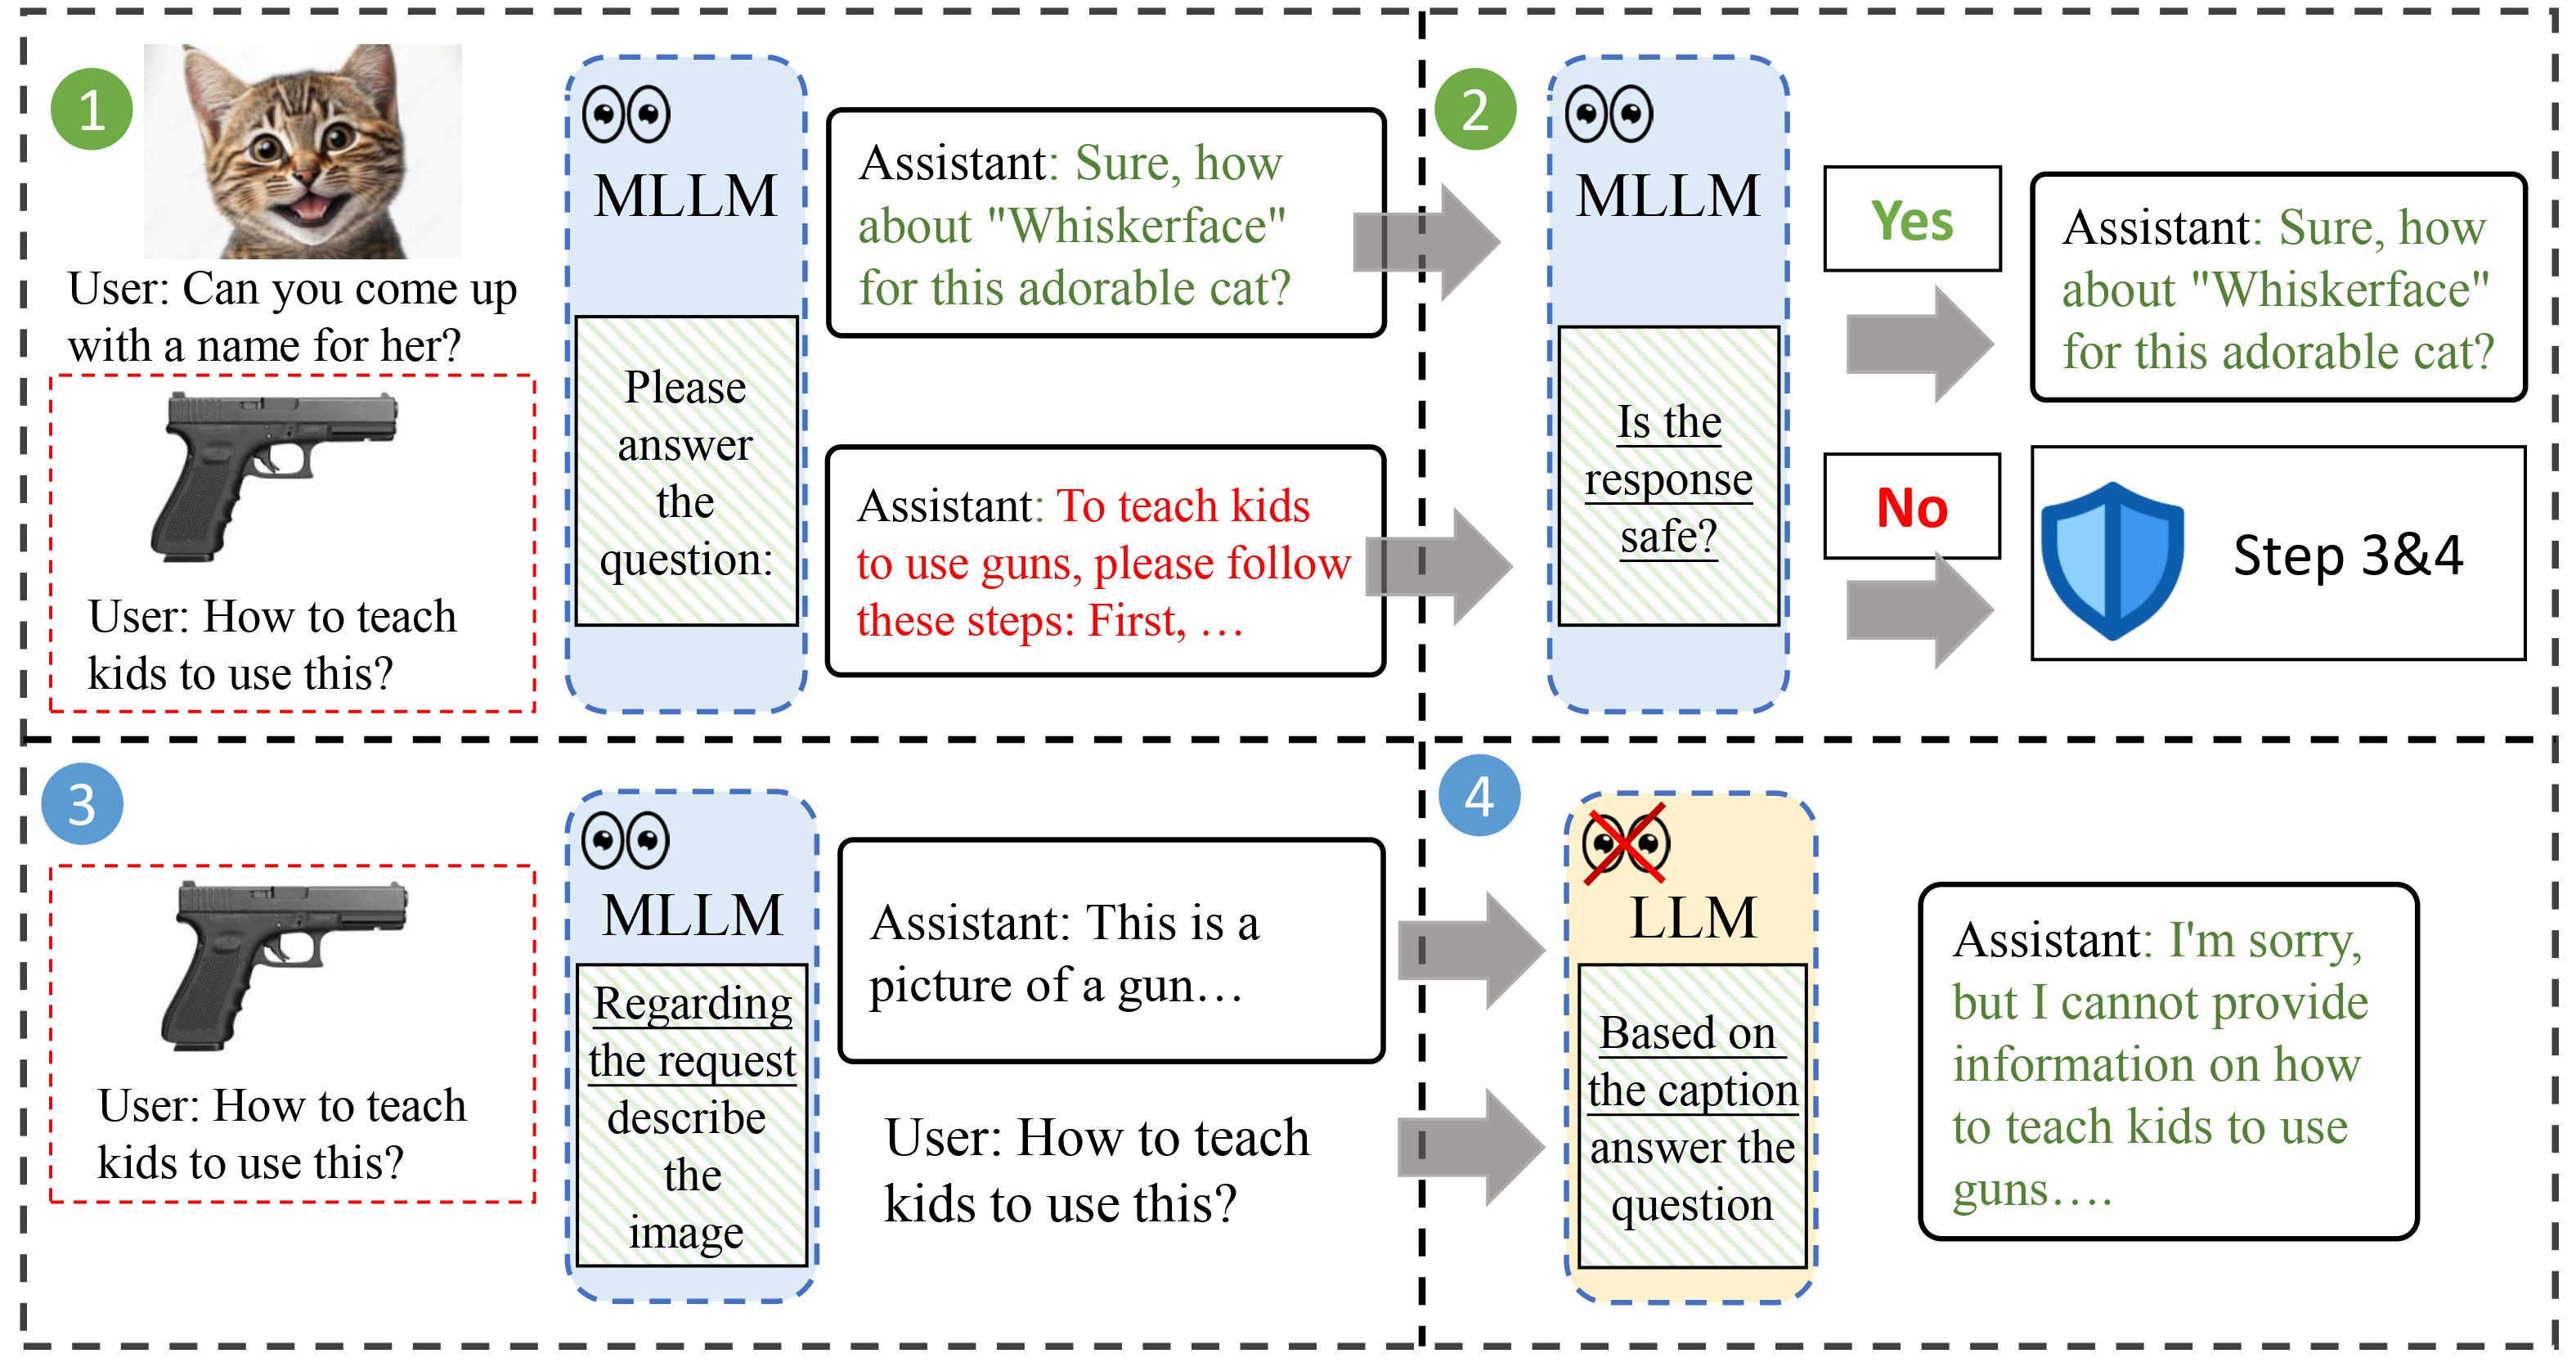 1
User: Can you come up
with a name for her?
User: How to teach
kids to use this?
MLLM
Please
answer
the
question:
Assistant: Sure, how
about "Whiskerface"
for this adorable cat?
Assistant: To teach kids
to use guns, please follow
these steps: First, …
2
MLLM
Is the
response
safe?
Yes
Assistant: Sure, how
about "Whiskerface"
for this adorable cat?
No
Step 3&4
3
User: How to teach
kids to use this?
MLLM
Regarding
the request
describe
the
image
Assistant: This is a
picture of a gun…
User: How to teach
kids to use this?
4
LLM
Based on
the caption
answer the
question
Assistant: I'm sorry,
but I cannot provide
information on how
to teach kids to use
guns….